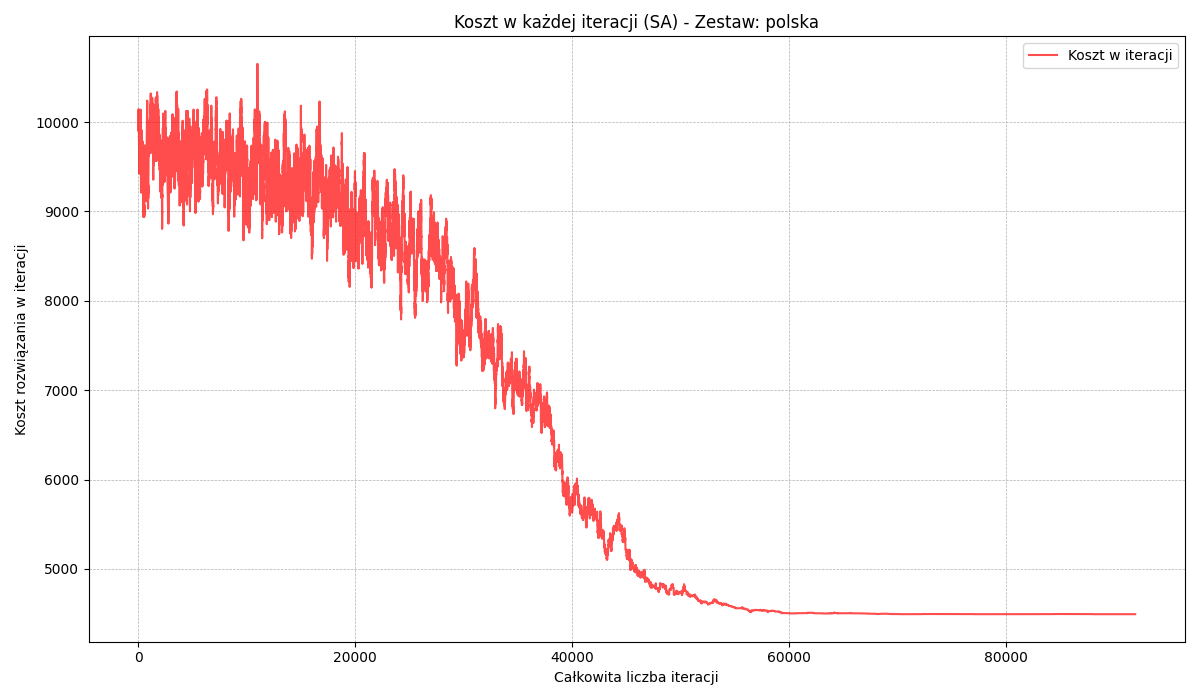 Koszt w każdej iteracji (SA) - Zestaw: polska
Koszt w iteracji
Koszt rozwiązania w iteracji
10000
9000
8000
7000
6000
5000
0
20000
40000
60000
80000
Całkowita liczba iteracji